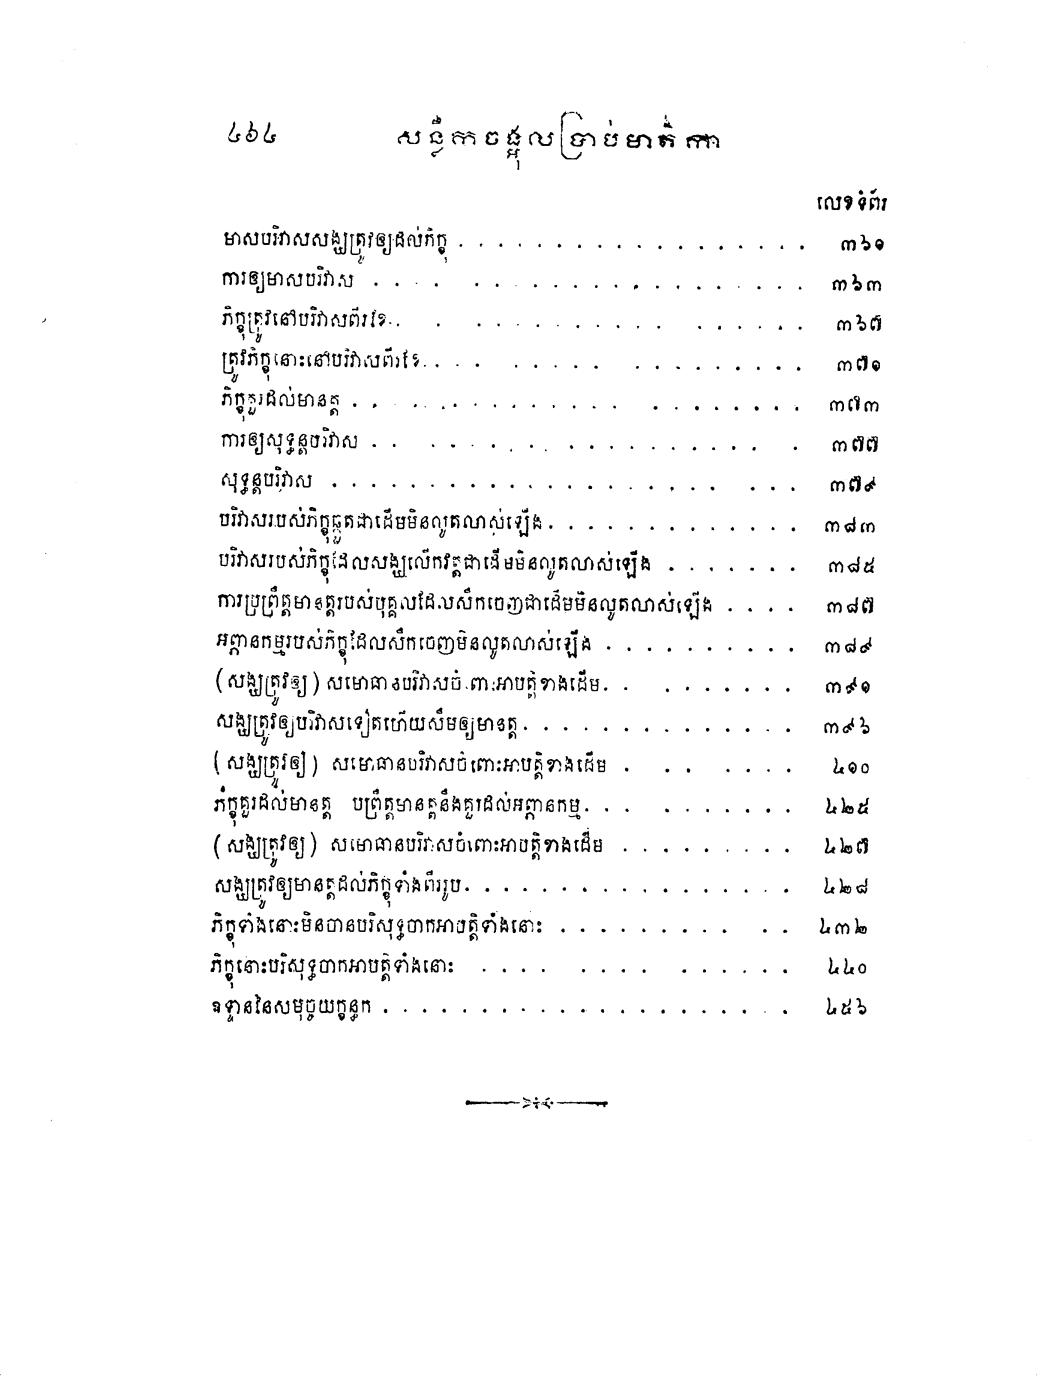 ៤៦៤ សន្លឹកចង្អុលប្រាប់មាតិកា
លេខទំព័រ
មាសបរិវាសសង្ឃត្រូវឲ្យដល់ភិក្ខុ . . . . . . . . . . . . . . . . . . ៣៦១
ការឲ្យមាសបរិវាស . . . . . . . . . . . . . . . . . . . . ៣៦៣
ភិក្ខុត្រូវនៅបរិវាសពីរខែ . . . . . . . . . . . . . . . . . . ៣៦៧
ត្រូវភិក្ខុនោះនៅបរិវាសពីរខែ . . . . . . . . . . . . . . . . . . ៣៧១
ភិក្ខុគួរដល់មានត្ត . . . . . . . . . . . . . . . . . . . . . ៣៧៣
ការឲ្យសុទ្ធន្តបរិវាស . . . . . . . . . . . . . . . . . . . ៣៧៧
សុទ្ធន្តបរិវាស . . . . . . . . . . . . . . . . . . . . . . . ៣៧៩
បរិវាសរបស់ភិក្ខុឆ្កួតជាដើមមិនលូតលាស់ឡើង . . . . . . . . . . . . . ៣៨៣
បរិវាសរបស់ភិក្ខុដែលសង្ឃលើកវត្តជាដើមមិនលូតលាស់ឡើង . . . . . . . ៣៨៥
ការប្រព្រឹត្តមានត្តរបស់បុគ្គលដែលសឹកចេញជាដើមមិនលូតលាស់ឡើង . . . . ៣៨៧
អព្ភានកម្មរបស់ភិក្ខុដែលសឹកចេញមិនលូតលាស់ឡើង . . . . . . . . . . ៣៨៩
(សង្ឃត្រូវឲ្យ) សមោធានបរិវាសចំពោះអាបត្តិខាងដើម . . . . . . . . . ៣៩១
សង្ឃត្រូវឲ្យបរិវាសទៀតហើយសឹមឲ្យមានត្ត . . . . . . . . . . . . . . ៣៩៦
(សង្ឃត្រូវឲ្យ) សមោធានបរិវាសចំពោះអាបត្តិខាងដើម . . . . . . . ៤១០
ភិក្ខុគួរដល់មានត្ត ប្រព្រឹត្តមានត្តនឹងគួរដល់អព្ភានកម្ម . . . . . . . . . . ៤២៥
(សង្ឃត្រូវឲ្យ) សមោធានបរិវាសចំពោះអាបត្តិខាងដើម . . . . . . . . . ៤២៧
សង្ឃត្រូវឲ្យមានត្តដល់ភិក្ខុទាំងពីររូប . . . . . . . . . . . . . . . . . ៤២៨
ភិក្ខុទាំងនោះមិនបានបរិសុទ្ធចាកអាបត្តិទាំងនោះ . . . . . . . . . . . ៤៣២
ភិក្ខុនោះបរិសុទ្ធចាកអាបត្តិទាំងនោះ . . . . . . . . . . . . . . ៤៤០
ឧទ្ទាននៃសមុច្ចយក្ខន្ធក . . . . . . . . . . . . . . . . . . . . . ៤៥៦